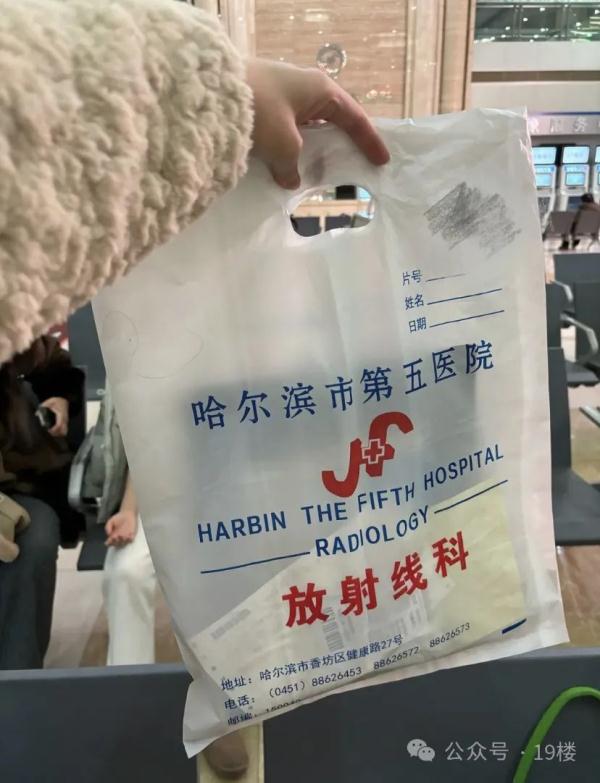 片号
姓名
日期
哈尔滨市第五医院
HARBIN THE FIFTH HOSPITAL
RADIOLOGY
放射线科
地址：哈尔滨市香坊区健康路27号
电话：(0451) 88626453 88626572 88626573
公众号·19楼